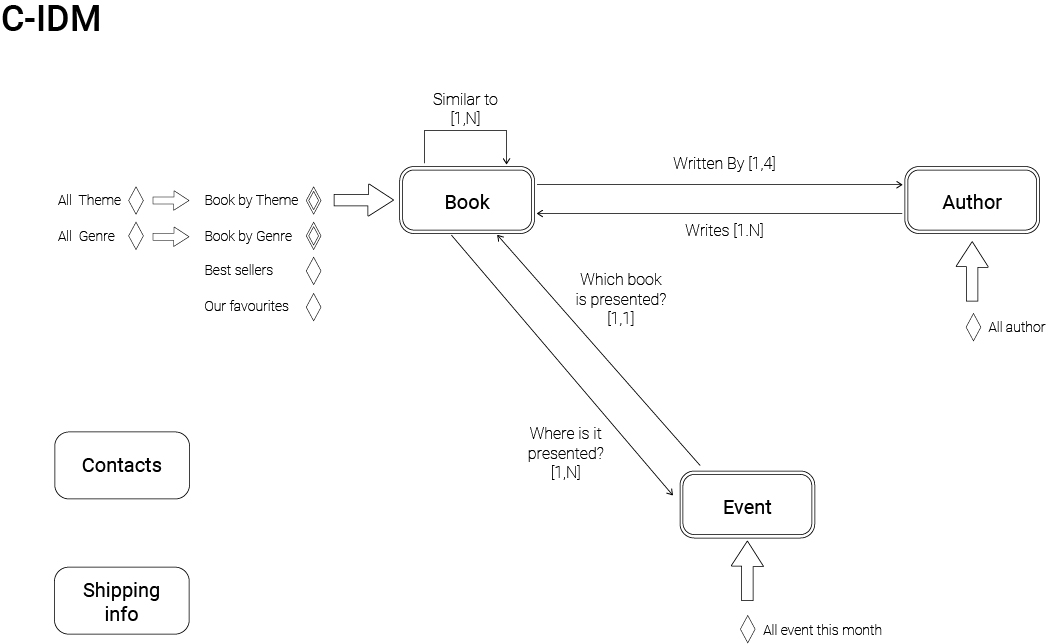 C-IDM
Similar to
[1,N]
Written By [1,4]
All Theme
Book by Theme
Book
Author
Writes [1.N]
All Genre
Book by Genre
Best sellers
Our favourites
Which book
is presented?
[1,1]
All author
Where is it
presented?
[1,N]
Contacts
Event
Shipping
info
All event this month